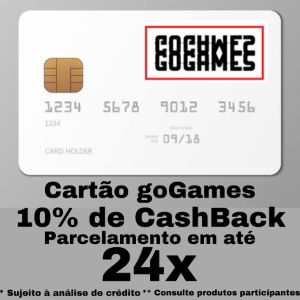 GOGAMES
1234 5678 9012 3456
1234
09/18
CARD HOLDER
Cartão goGames
10% de CashBack
Parcelamento em até
24x
* Sujeito à análise de crédito ** Consulte produtos participantes